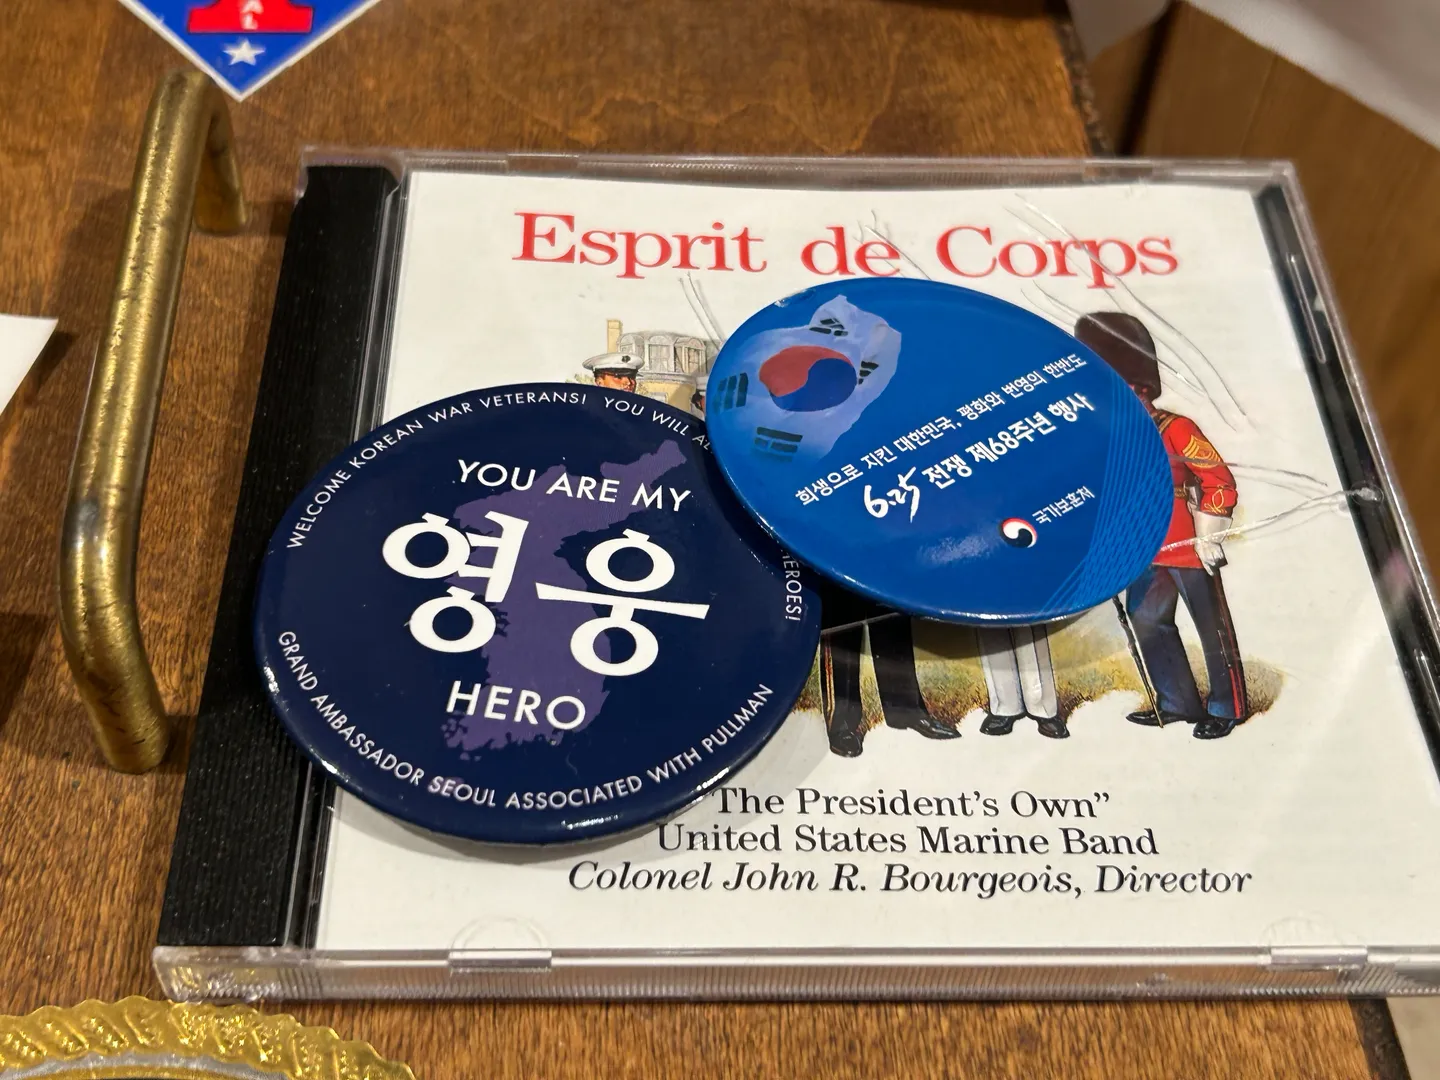 AL
Esprit de Corps
희생으로 지킨 대한민국, 평화와 번영의 한반도
6.25 전쟁 제68주년 행사
국가보훈처
WELCOME KOREAN WAR VETERANS! YOU WILL
HEROES!
YOU ARE MY
영웅
HERO
GRAND AMBASSADOR SEOUL ASSOCIATED WITH PULLMAN
"The President's Own"
United States Marine Band
Colonel John R. Bourgeois, Director